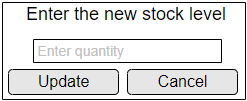 Enter the new stock level
Enter quantity
Update Cancel